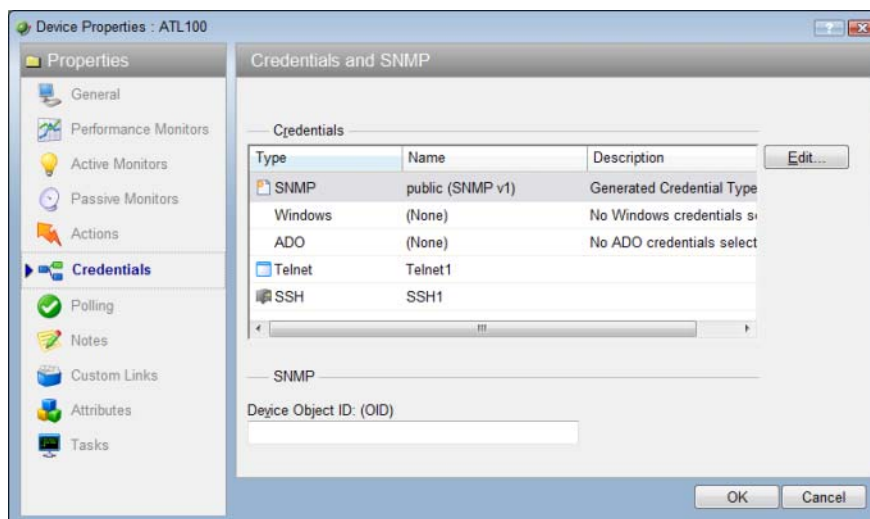 Device Properties : ATL100
Properties
General
Performance Monitors
Active Monitors
Passive Monitors
Actions
Credentials
Polling
Notes
Custom Links
Attributes
Tasks
Credentials and SNMP
Credentials
Type Name Description
SNMP public (SNMP v1) Generated Credential Type
Windows (None) No Windows credentials s
ADO (None) No ADO credentials select
Telnet Telnet1
SSH SSH1
Edit...
SNMP
Device Object ID: (OID)
OK Cancel